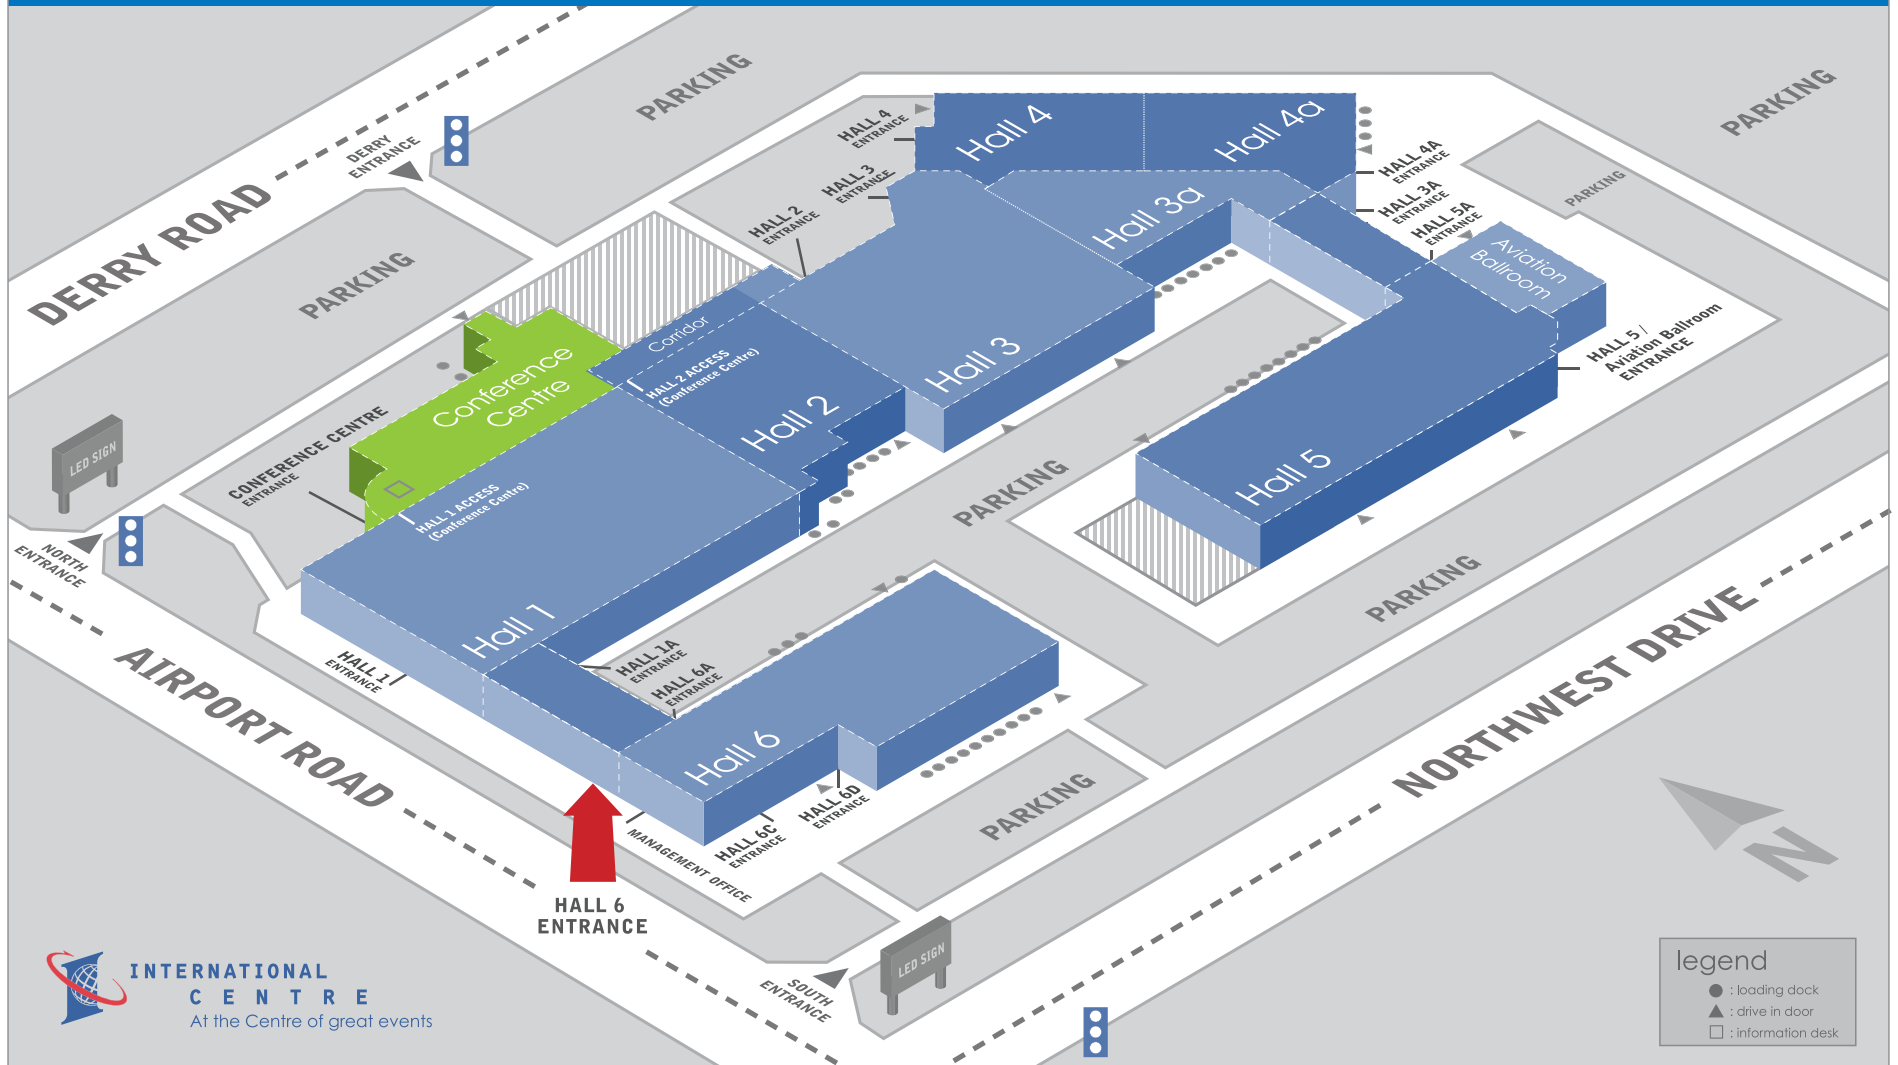 PARKING
PARKING
DERRY
ENTRANCE
HALL 4
ENTRANCE
Hall 4
Hall 4a
HALL 4A
ENTRANCE
HALL 3
ENTRANCE
HALL 3A
ENTRANCE
PARKING
HALL 2
ENTRANCE
Hall 3a
HALL 5A
ENTRANCE
Aviation
Ballroom
DERRY ROAD
PARKING
Corridor
HALL 2 ACCESS
(Conference Centre)
Hall 3
HALL 5 /
Aviation Ballroom
ENTRANCE
Conference
Centre
Hall 2
CONFERENCE CENTRE
ENTRANCE
LED SIGN
HALL 1 ACCESS
(Conference Centre)
PARKING
Hall 5
NORTH
ENTRANCE
Hall 1
PARKING
HALL 1
ENTRANCE
HALL 1A
ENTRANCE
HALL 6A
ENTRANCE
AIRPORT ROAD
NORTHWEST DRIVE
Hall 6
PARKING
HALL 6D
ENTRANCE
HALL 6C
ENTRANCE
MANAGEMENT OFFICE
N
HALL 6
ENTRANCE
LED SIGN
SOUTH
ENTRANCE
INTERNATIONAL
CENTRE
At the Centre of great events
legend
: loading dock
: drive in door
: information desk